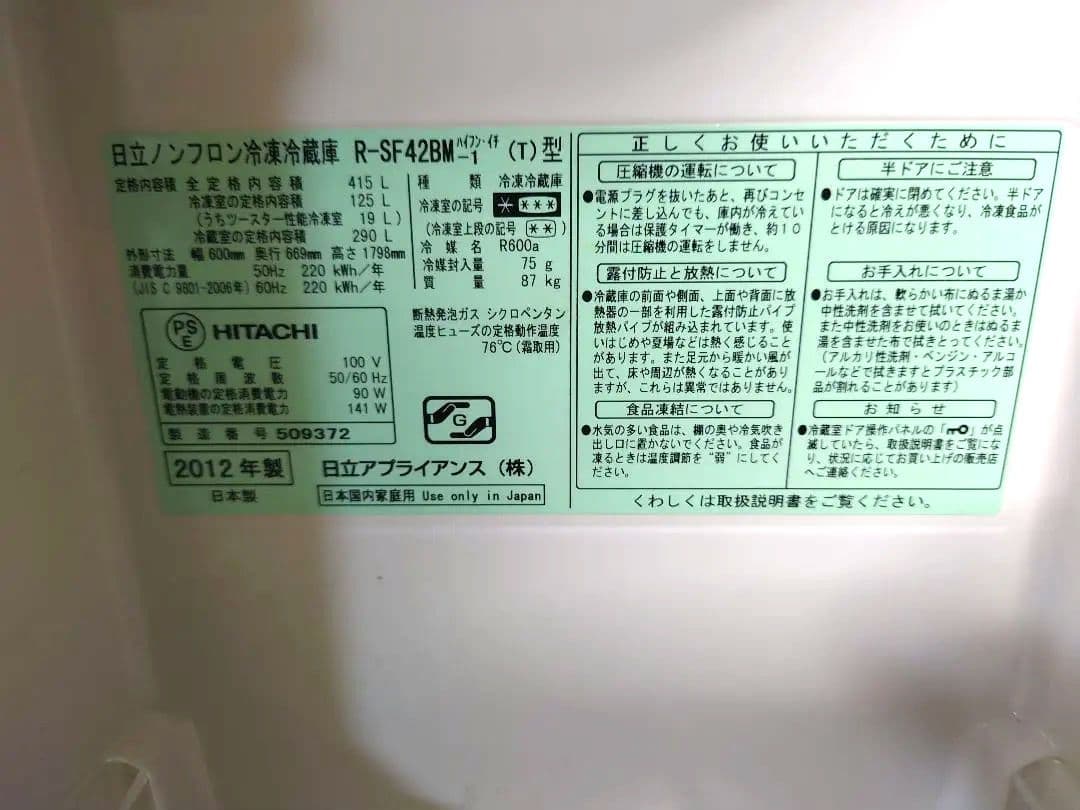 日立ノンフロン冷凍冷蔵庫 R-SF42BM-1 ハイフン・イチ (T) 型
定格内容積 全定格内容積 415 L
冷凍室の定格内容積 125 L
(うちツースター性能冷凍室 19 L)
冷蔵室の定格内容積 290 L
外形寸法 幅600mm 奥行669mm 高さ1798mm
消費電力量 50Hz 220 kWh/年
(JIS C 9801-2006年) 60Hz 220 kWh/年
種類 冷凍冷蔵庫
冷凍室の記号 * ***
(冷凍室上段の記号 **)
冷媒名 R600a
冷媒封入量 75 g
質量 87 kg
断熱発泡ガス シクロペンタン
温度ヒューズの定格動作温度
76℃(霜取用)
PSE HITACHI
定格電圧 100 V
定格周波数 50/60 Hz
電動機の定格消費電力 90 W
電熱装置の定格消費電力 141 W
製造番号 509372
G
2012年製
日本製
日立アプライアンス(株)
日本国内家庭用 Use only in Japan
正しくお使いいただくために
圧縮機の運転について
●電源プラグを抜いたあと、再びコンセ
ントに差し込んでも、庫内が冷えてい
る場合は保護タイマーが働き、約10
分間は圧縮機の運転をしません。
露付防止と放熱について
●冷蔵庫の前面や側面、上面や背面に放
熱器の一部を利用した露付防止パイプ
放熱パイプが組み込まれています。使
いはじめや夏場などは熱く感じること
があります。また足元から暖かい風が
出て、床や周辺が熱くなることがあり
ますが、これらは異常ではありません。
食品凍結について
●水気の多い食品は、棚の奥や冷気吹き
出し口に置かないでください。食品が
凍るときは温度調節を“弱”にしてく
ださい。
半ドアにご注意
●ドアは確実に閉めてください。半ドア
になると冷えが悪くなり、冷凍食品が
とける原因になります。
お手入れについて
●お手入れは、軟らかい布にぬるま湯か
中性洗剤を含ませて拭いてください。
また中性洗剤をお使いのときはぬるま
湯を含ませた布で拭きとってください。
(アルカリ性洗剤・ベンジン・アルコ
ールなどで拭きますとプラスチック部
品が割れることがあります)
お知らせ
●冷蔵室ドア操作パネルの「」が点
滅していたら、取扱説明書をご覧にな
り、状況に応じてお買い上げの販売店
へご連絡ください。
くわしくは取扱説明書をご覧ください。